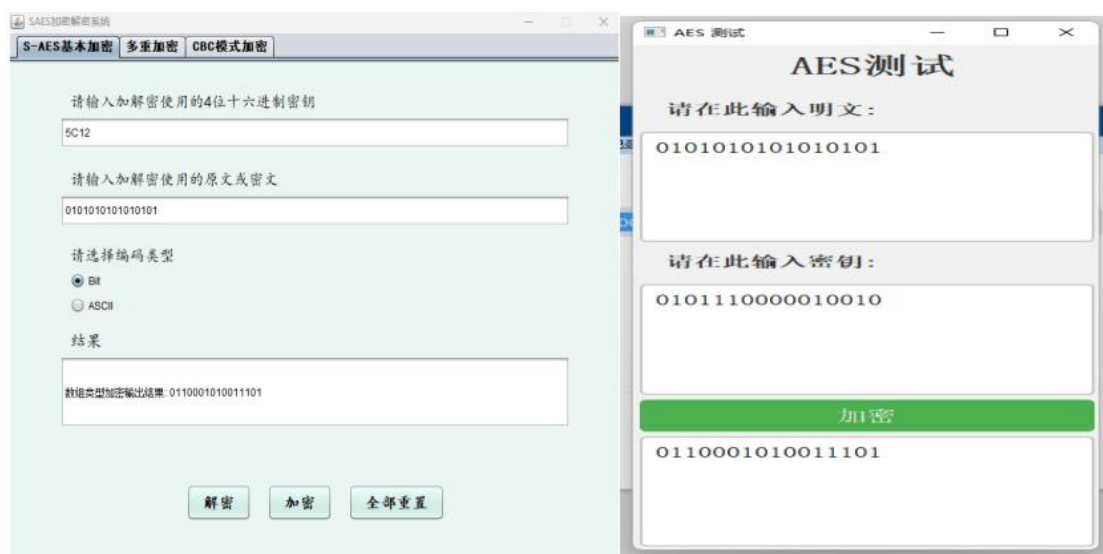 SAES加密解密系统
S-AES基本加密 多重加密 CBC模式加密
请输入加解密使用的4位十六进制密钥
5C12
请输入加解密使用的原文或密文
0101010101010101
请选择编码类型
Bit
ASCII
结果
数组类型加密输出结果: 0110001010011101
解密 加密 全部重置
AES 测试
AES测试
请在此输入明文:
0101010101010101
请在此输入密钥:
0101110000010010
加密
0110001010011101